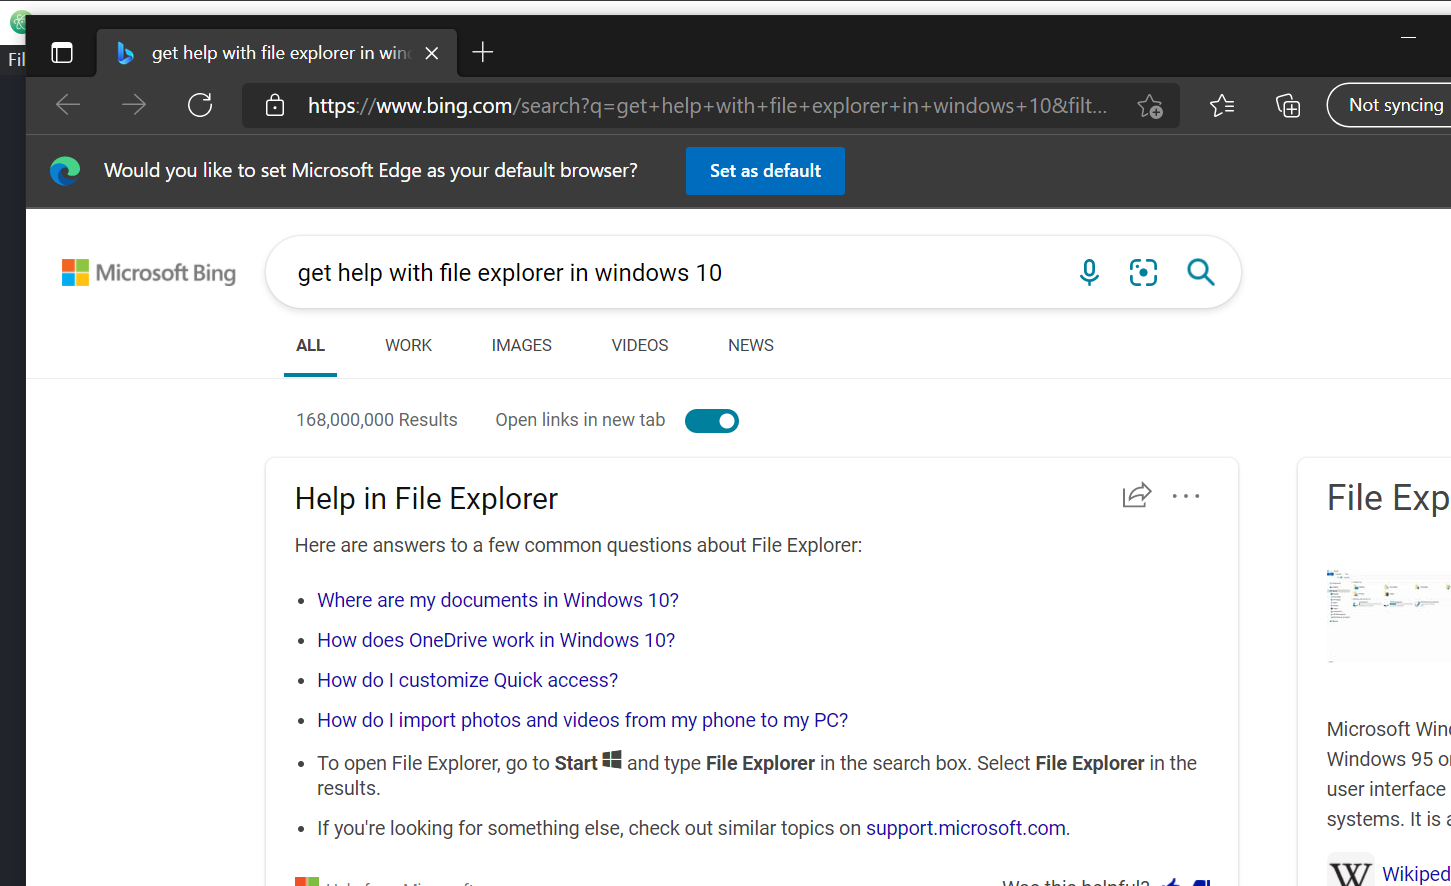 Fil
get help with file explorer in win
https://www.bing.com/search?q=get+help+with+file+explorer+in+windows+10&filt...
Not syncing
Would you like to set Microsoft Edge as your default browser?
Set as default
Microsoft Bing
get help with file explorer in windows 10
ALL WORK IMAGES VIDEOS NEWS
168,000,000 Results Open links in new tab
Help in File Explorer
Here are answers to a few common questions about File Explorer:
• Where are my documents in Windows 10?
• How does OneDrive work in Windows 10?
• How do I customize Quick access?
• How do I import photos and videos from my phone to my PC?
• To open File Explorer, go to Start and type File Explorer in the search box. Select File Explorer in the
results.
• If you're looking for something else, check out similar topics on support.microsoft.com.
Was this helpful?
File Exp
Microsoft Wind
Windows 95 o
user interface
systems. It is a
W Wikiped